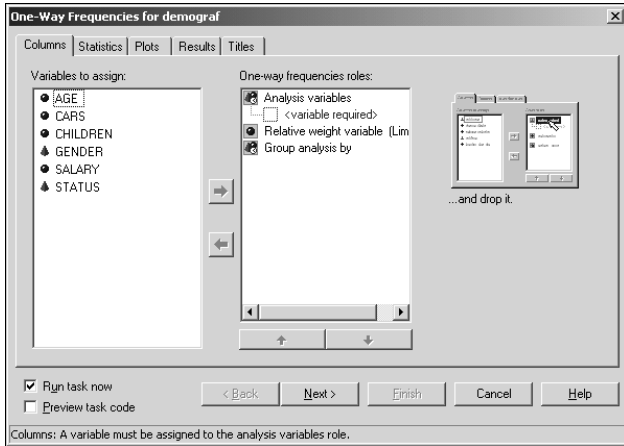 One-Way Frequencies for demograf
Columns Statistics Plots Results Titles
Variables to assign:
AGE
CARS
CHILDREN
GENDER
SALARY
STATUS
One-way frequencies roles:
Analysis variables
<variable required>
Relative weight variable (Lim
Group analysis by
...and drop it.
Run task now
Preview task code
< Back Next > Finish Cancel Help
Columns: A variable must be assigned to the analysis variables role.